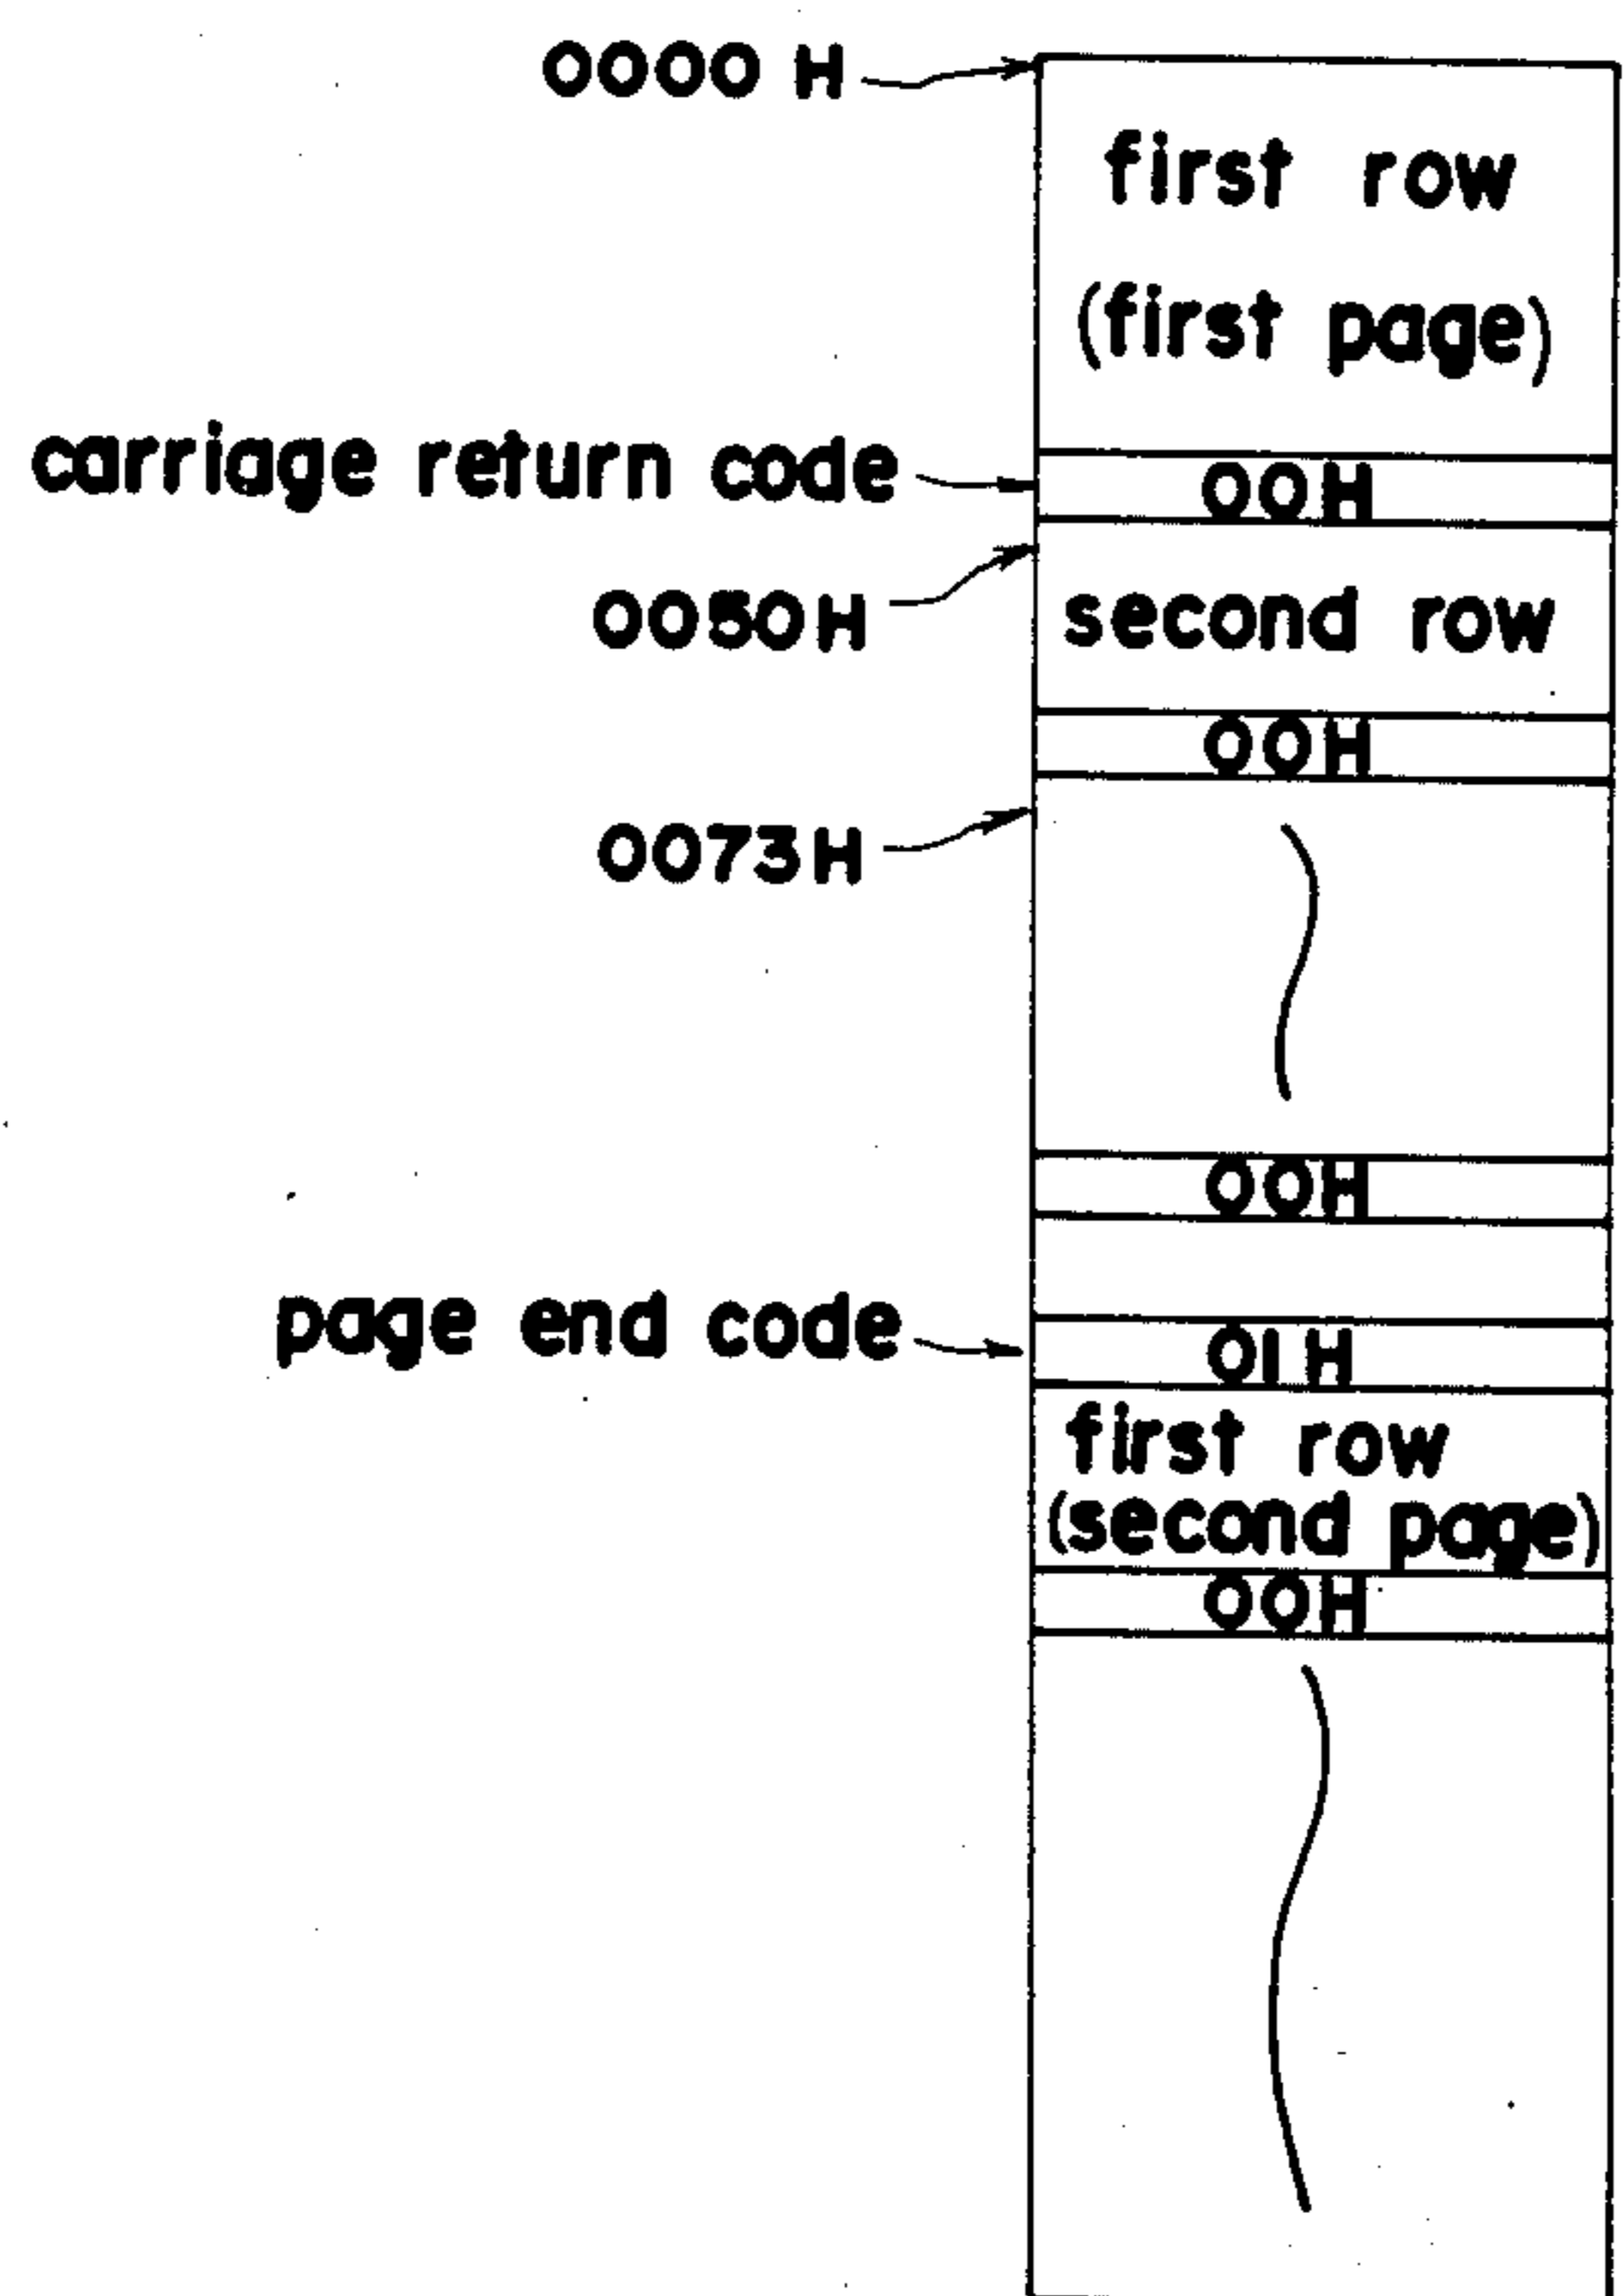 0000 H
first row
(first page)
carriage return code
00H
0050H
second row
00H
0073H
00H
page end code
01H
first row
(second page)
00H